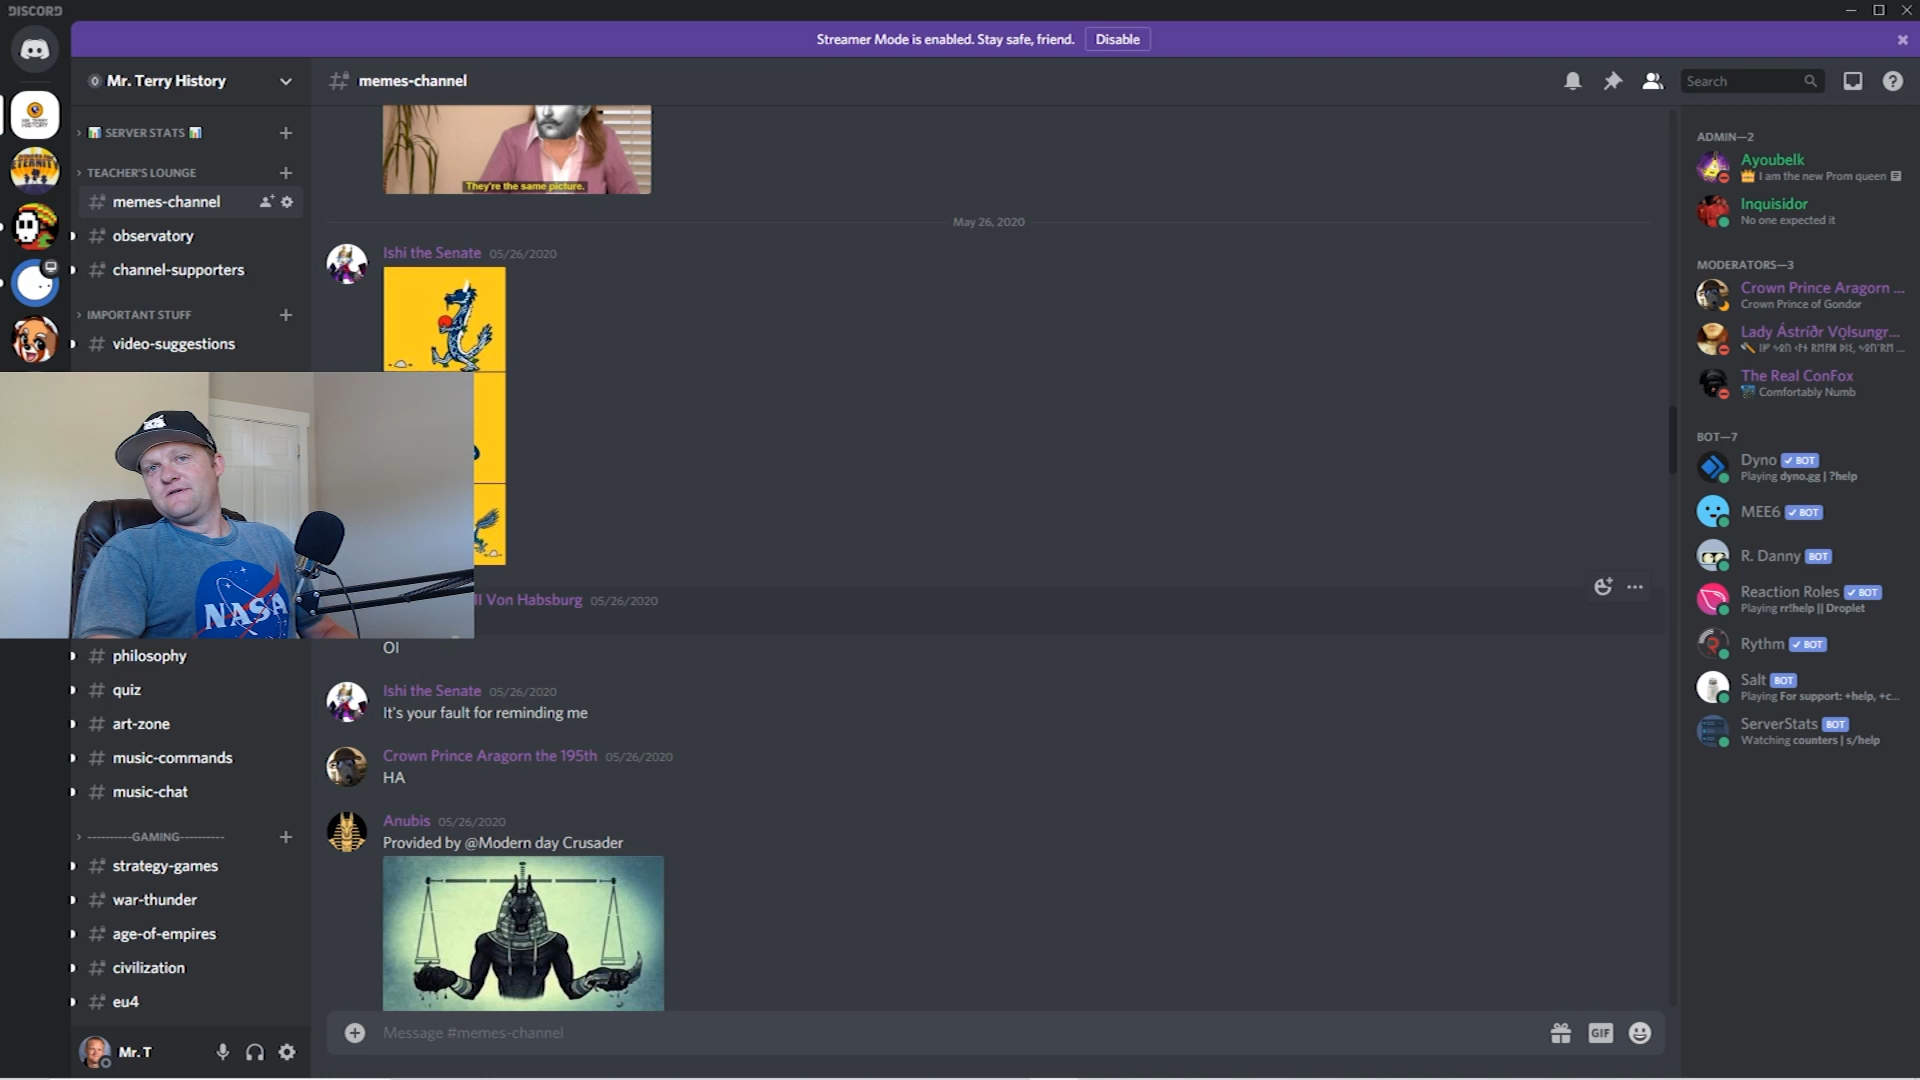 DISCORD
Streamer Mode is enabled. Stay safe, friend.
Disable
Mr. Terry History
memes-channel
Search
SERVER STATS
TEACHER'S LOUNGE
memes-channel
observatory
channel-supporters
IMPORTANT STUFF
video-suggestions
NASA
philosophy
quiz
art-zone
music-commands
music-chat
----------GAMING----------
strategy-games
war-thunder
age-of-empires
civilization
eu4
Mr. T
They're the same picture.
May 26, 2020
Ishi the Senate 05/26/2020
Von Habsburg 05/26/2020
OI
Ishi the Senate 05/26/2020
It's your fault for reminding me
Crown Prince Aragorn the 195th 05/26/2020
HA
Anubis 05/26/2020
Provided by @Modern day Crusader
Message #memes-channel
GIF
ADMIN—2
Ayoubelk
I am the new Prom queen
Inquisidor
No one expected it
MODERATORS—3
Crown Prince Aragorn ...
Crown Prince of Gondor
Lady Ástríðr Vǫlsungr...
The Real ConFox
Comfortably Numb
BOT—7
Dyno BOT
Playing dyno.gg | ?help
MEE6 BOT
R. Danny BOT
Reaction Roles BOT
Playing rr!help || Droplet
Rythm BOT
Salt BOT
Playing For support: +help, +c...
ServerStats BOT
Watching counters | s/help